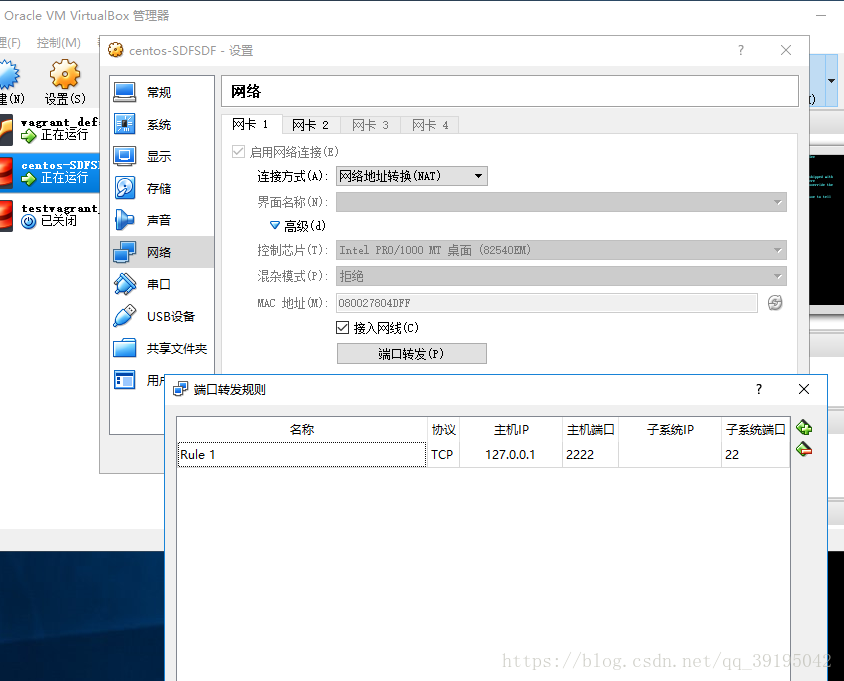 Oracle VM VirtualBox 管理器
理(F) 控制(M)
centos-SDFSDF - 设置
建(N) 设置(S)
vagrant_def
正在运行
centos-SDFS
正在运行
testvagrant_
已关闭
常规
系统
显示
存储
声音
网络
串口
USB设备
共享文件夹
用户
网络
网卡 1 网卡 2 网卡 3 网卡 4
启用网络连接(E)
连接方式(A): 网络地址转换(NAT)
界面名称(N):
高级(d)
控制芯片(T): Intel PRO/1000 MT 桌面 (82540EM)
混杂模式(P): 拒绝
MAC 地址(M): 080027804DFF
接入网线(C)
端口转发(P)
端口转发规则
名称 协议 主机IP 主机端口 子系统IP 子系统端口
Rule 1 TCP 127.0.0.1 2222 22
https://blog.csdn.net/qq_39195042